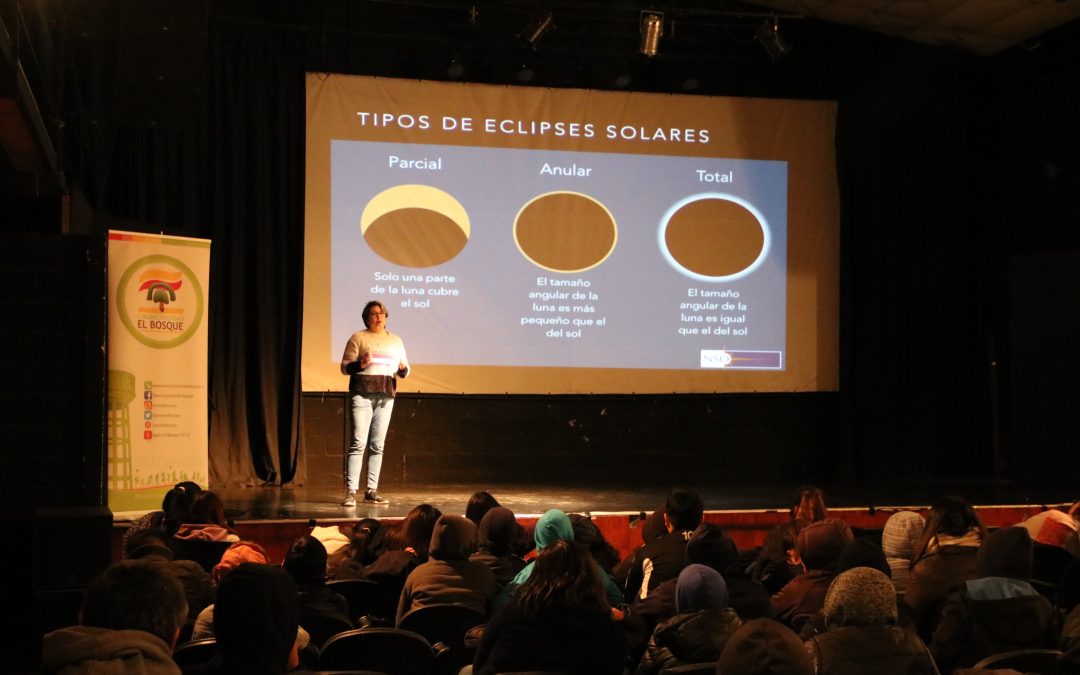 TIPOS DE ECLIPSES SOLARES
Parcial
Solo una parte
de la luna cubre
el sol
Anular
El tamaño
angular de la
luna es más
pequeño que el
del sol
Total
El tamaño
angular de la
luna es igual
que el del sol
NSO
EL BOSQUE